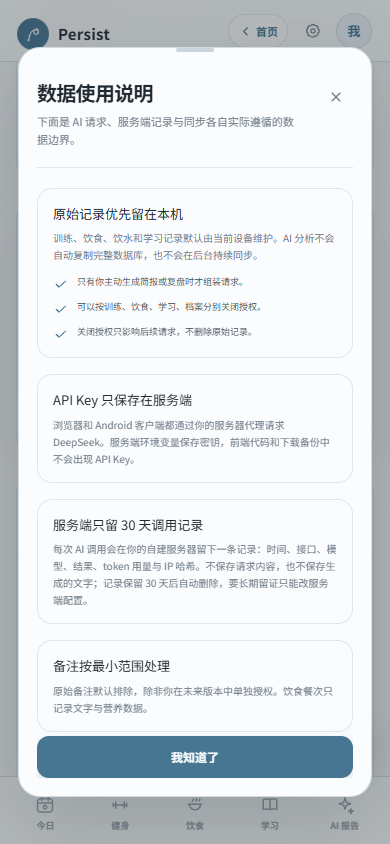 Persist
首页
我
数据使用说明
下面是 AI 请求、服务端记录与同步各自实际遵循的数
据边界。
原始记录优先留在本机
训练、饮食、饮水和学习记录默认由当前设备维护。AI 分析不会
自动复制完整数据库，也不会在后台持续同步。
只有你主动生成简报或复盘时才组装请求。
可以按训练、饮食、学习、档案分别关闭授权。
关闭授权只影响后续请求，不删除原始记录。
API Key 只保存在服务端
浏览器和 Android 客户端都通过你的服务器代理请求
DeepSeek。服务端环境变量保存密钥，前端代码和下载备份中
不会出现 API Key。
服务端只留 30 天调用记录
每次 AI 调用会在你的自建服务器留下一条记录：时间、接口、模
型、结果、token 用量与 IP 哈希。不保存请求内容，也不保存生
成的文字；记录保留 30 天后自动删除，要长期留证只能改服务
端配置。
备注按最小范围处理
原始备注默认排除，除非你在未来版本中单独授权。饮食餐次只
记录文字与营养数据。
我知道了
今日
健身
饮食
学习
AI 报告